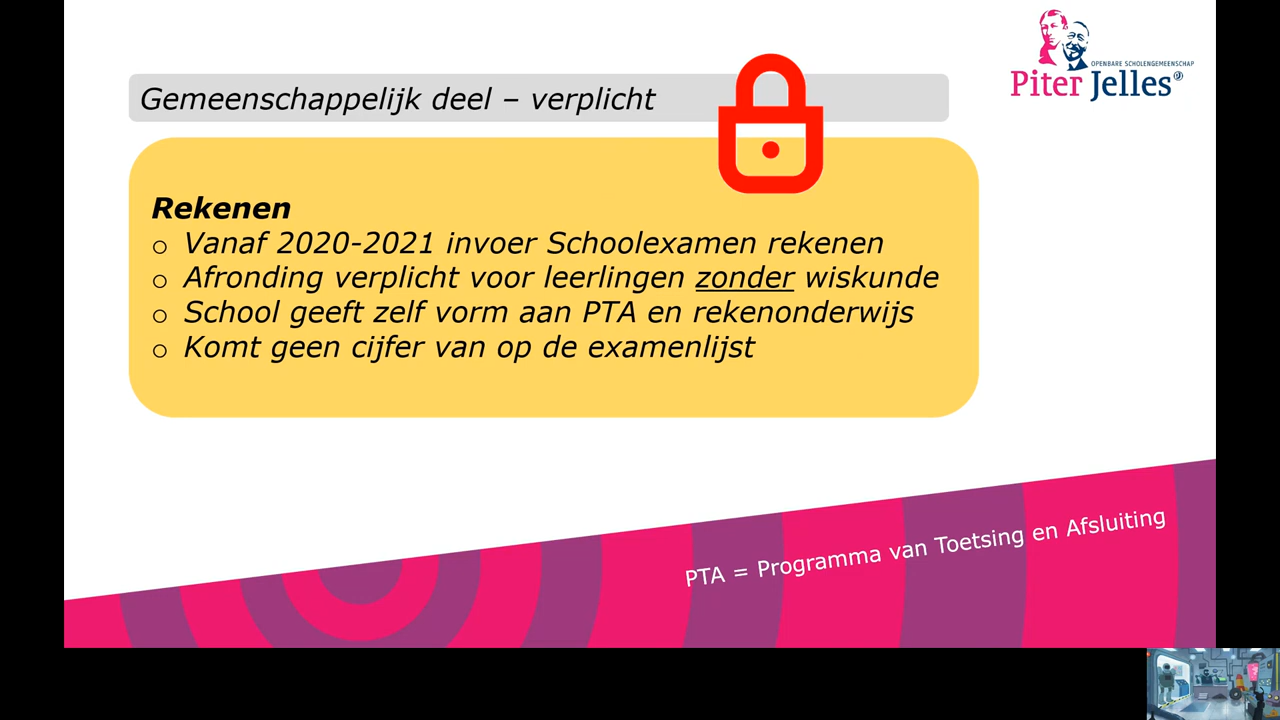 OPENBARE SCHOLENGEMEENSCHAP
Piter Jelles
Gemeenschappelijk deel – verplicht
Rekenen
o Vanaf 2020-2021 invoer Schoolexamen rekenen
o Afronding verplicht voor leerlingen zonder wiskunde
o School geeft zelf vorm aan PTA en rekenonderwijs
o Komt geen cijfer van op de examenlijst
PTA = Programma van Toetsing en Afsluiting